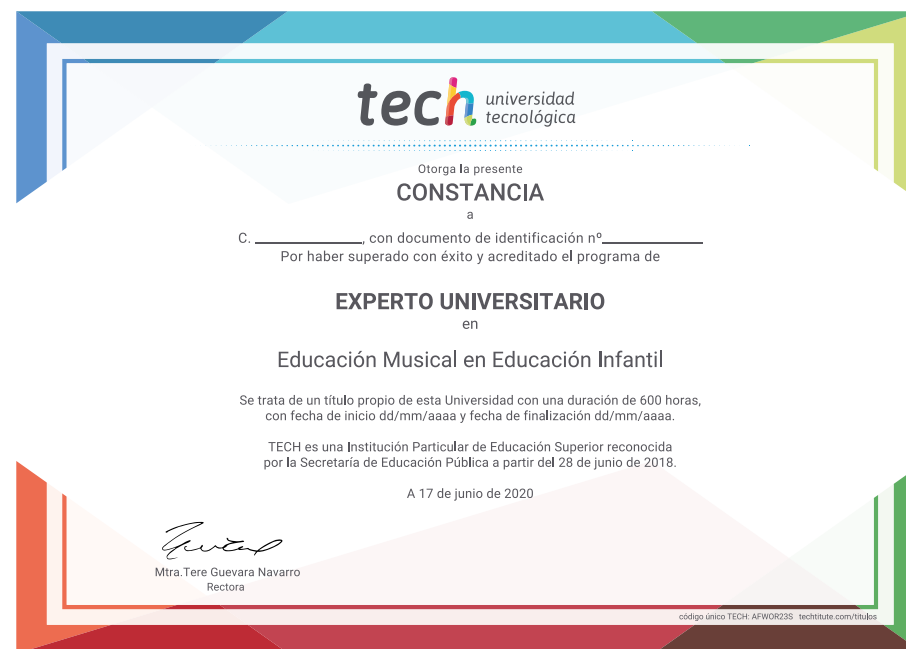 tech universidad
tecnológica
Otorga la presente
CONSTANCIA
a
C. ____________, con documento de identificación nº____________
Por haber superado con éxito y acreditado el programa de
EXPERTO UNIVERSITARIO
en
Educación Musical en Educación Infantil
Se trata de un título propio de esta Universidad con una duración de 600 horas,
con fecha de inicio dd/mm/aaaa y fecha de finalización dd/mm/aaaa.
TECH es una Institución Particular de Educación Superior reconocida
por la Secretaría de Educación Pública a partir del 28 de junio de 2018.
A 17 de junio de 2020
Mtra.Tere Guevara Navarro
Rectora
código único TECH: AFWOR23S techtitute.com/titulos